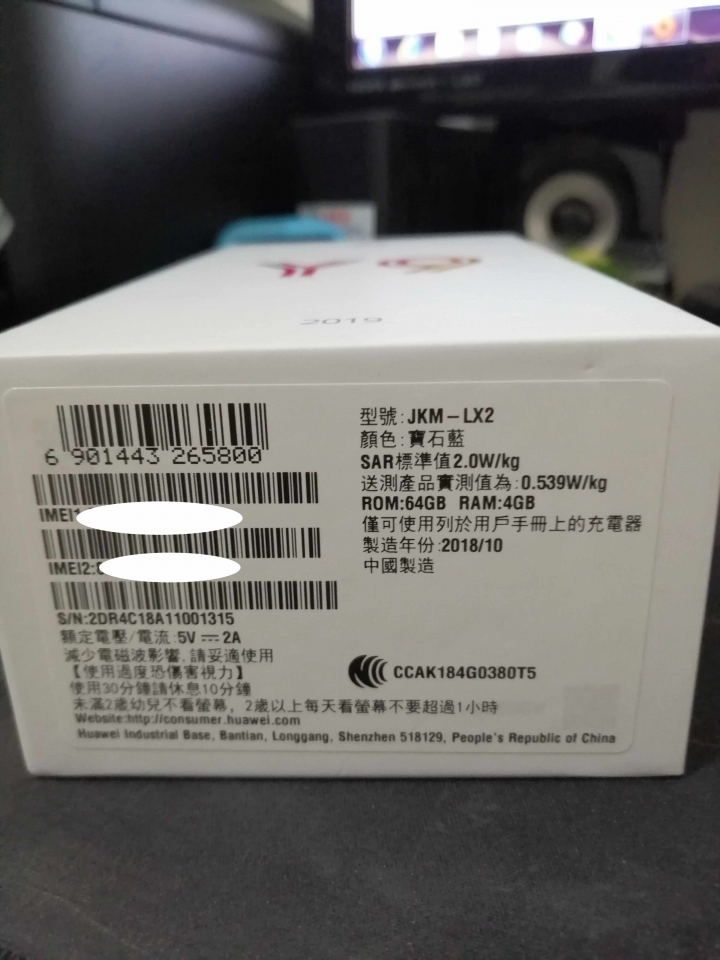 2019
6 901443 265800
IMEI1
IMEI2:
S/N:2DR4C18A11001315
額定電壓/電流:5V ⎓ 2A
減少電磁波影響,請妥適使用
【使用過度恐傷害視力】
使用30分鐘請休息10分鐘
未滿2歲幼兒不看螢幕，2歲以上每天看螢幕不要超過1小時
Website:http://consumer.huawei.com
Huawei Industrial Base, Bantian, Longgang, Shenzhen 518129, People's Republic of China
型號:JKM-LX2
顏色:寶石藍
SAR標準值2.0W/kg
送測產品實測值為:0.539W/kg
ROM:64GB RAM:4GB
僅可使用列於用戶手冊上的充電器
製造年份:2018/10
中國製造
CCAK184G0380T5